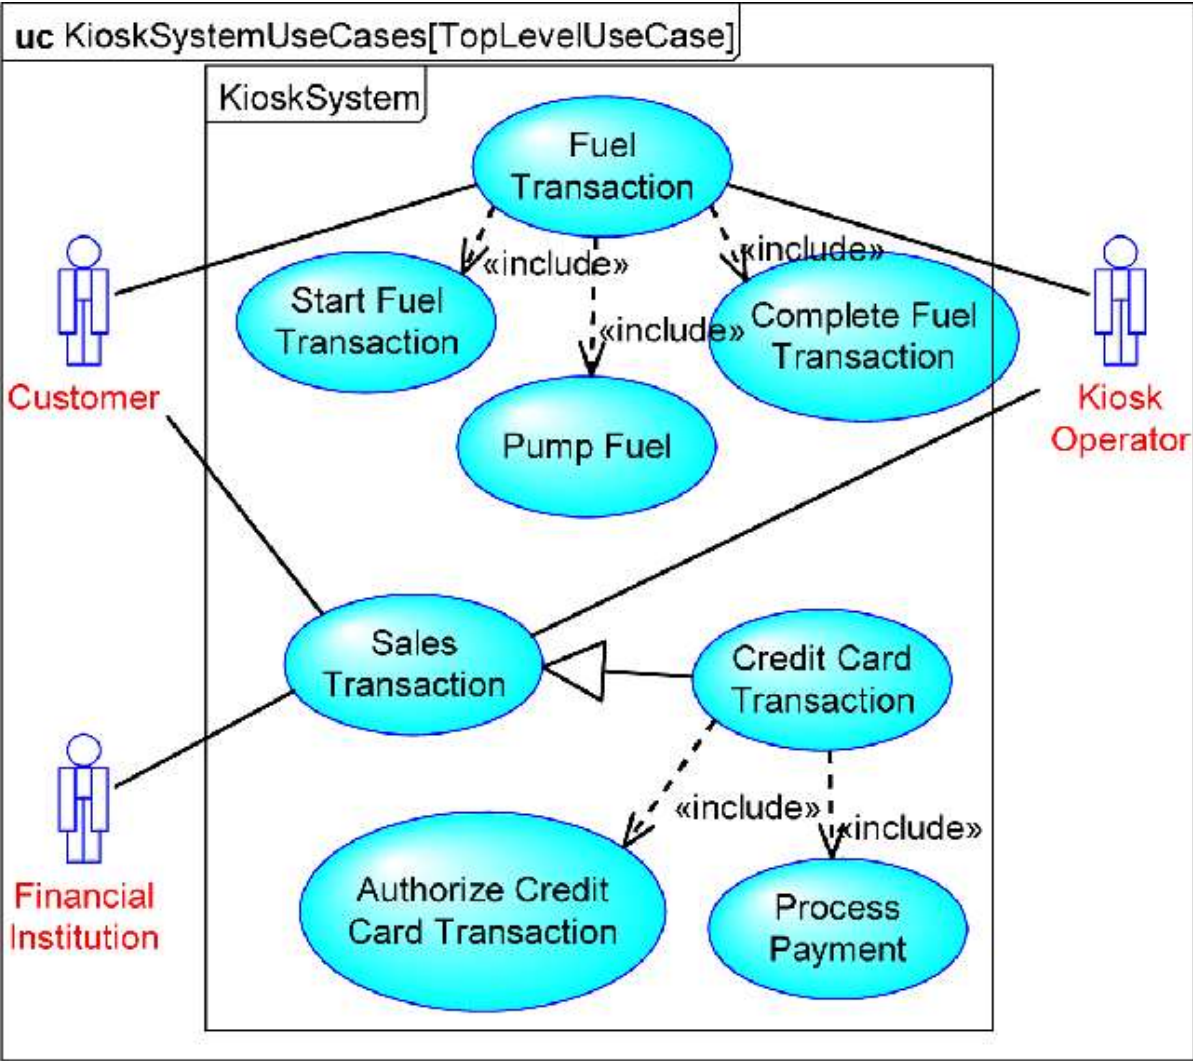 uc KioskSystemUseCases[TopLevelUseCase]
KioskSystem
Fuel
Transaction
«include»
«include»
«include»
Start Fuel
Transaction
Complete Fuel
Transaction
Pump Fuel
Customer
Kiosk
Operator
Sales
Transaction
Credit Card
Transaction
«include»
«include»
Authorize Credit
Card Transaction
Process
Payment
Financial
Institution